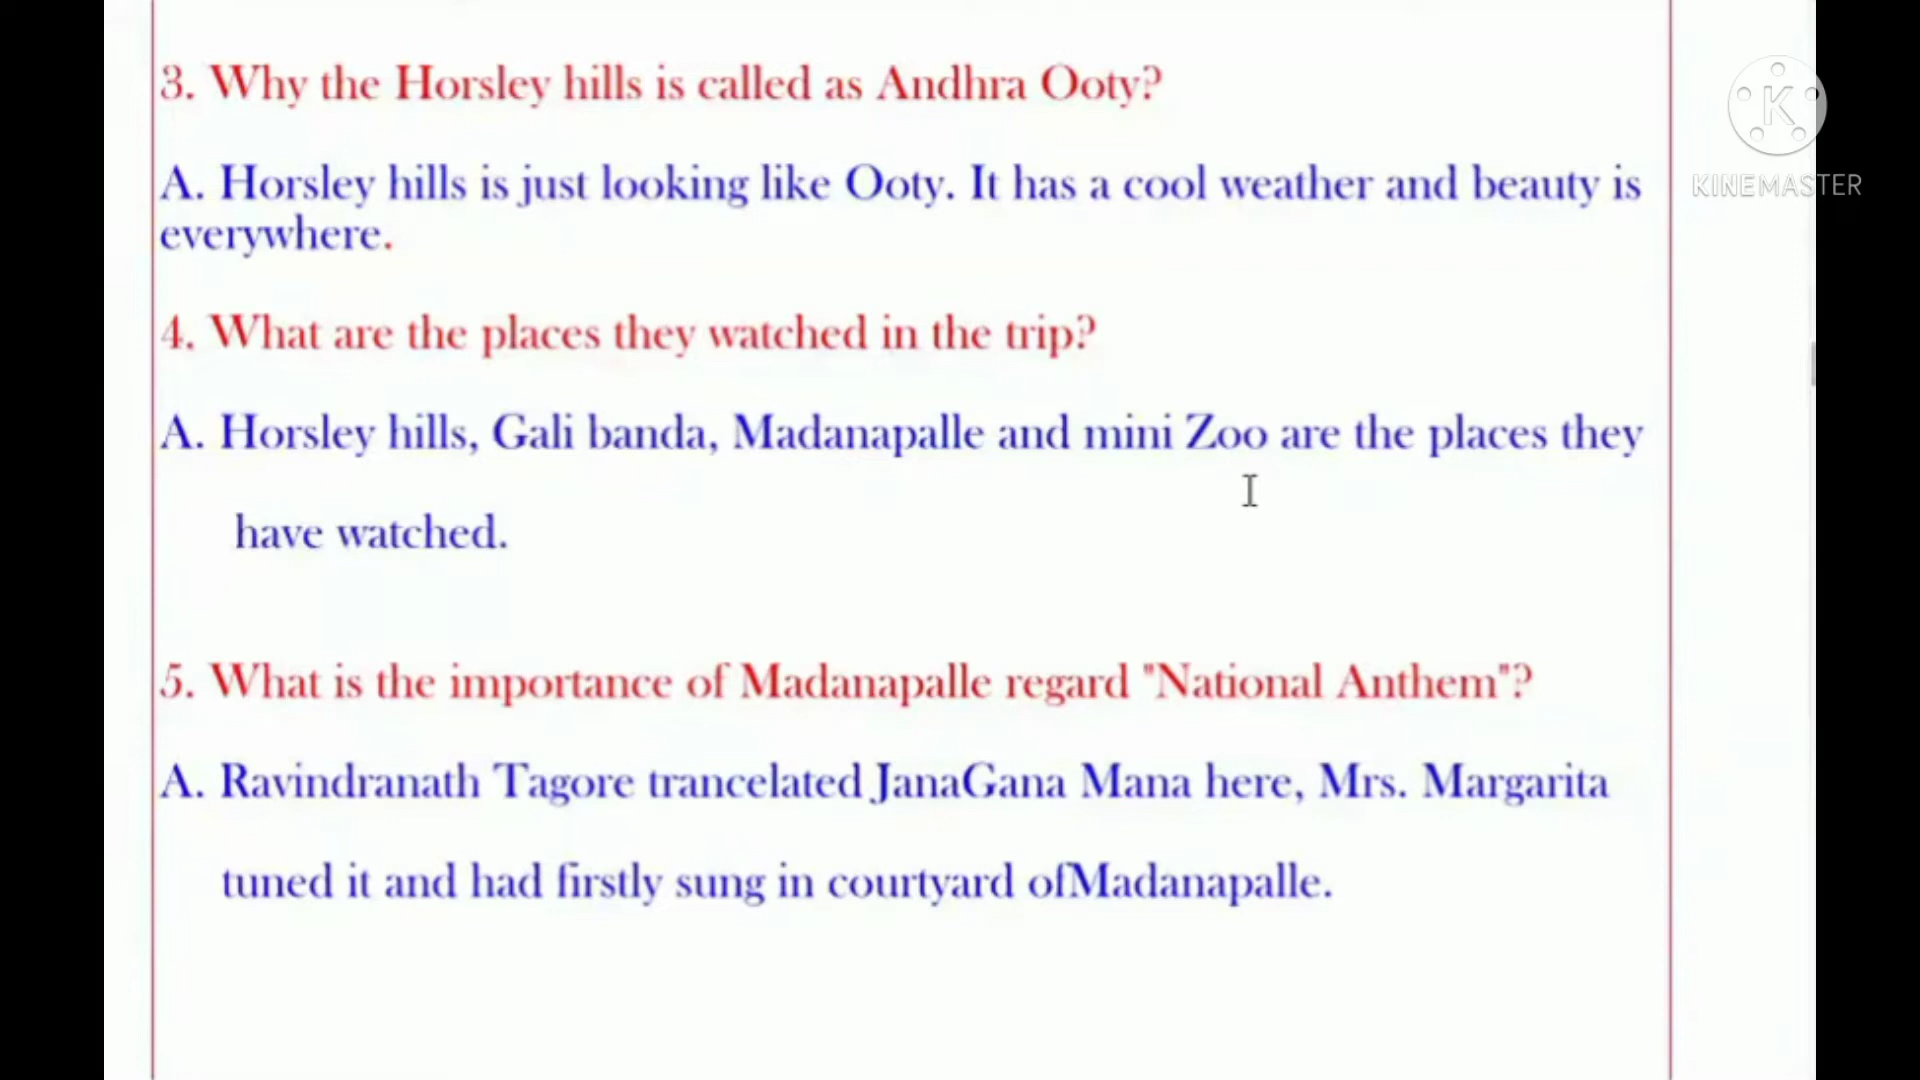 3. Why the Horsley hills is called as Andhra Ooty?
K
KINEMASTER
A. Horsley hills is just looking like Ooty. It has a cool weather and beauty is
everywhere.
4. What are the places they watched in the trip?
A. Horsley hills, Gali banda, Madanapalle and mini Zoo are the places they
have watched.
5. What is the importance of Madanapalle regard "National Anthem"?
A. Ravindranath Tagore trancelated JanaGana Mana here, Mrs. Margarita
tuned it and had firstly sung in courtyard ofMadanapalle.